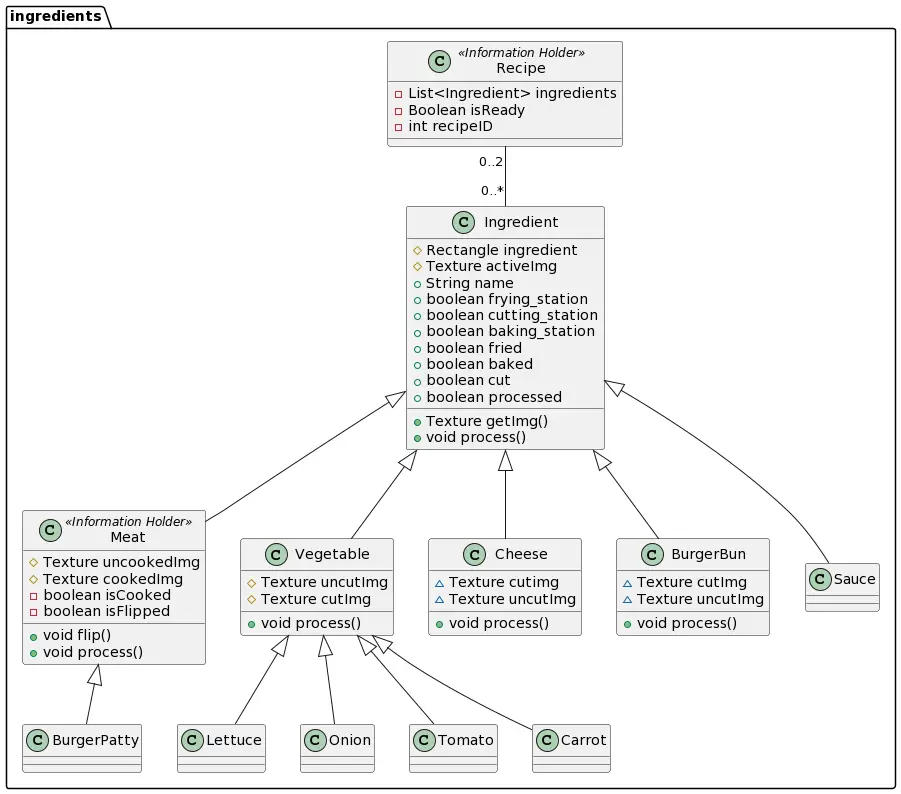 ingredients
C «Information Holder»
Recipe
List<Ingredient> ingredients
Boolean isReady
int recipeID
0..2
0..*
C Ingredient
Rectangle ingredient
Texture activeImg
String name
boolean frying_station
boolean cutting_station
boolean baking_station
boolean fried
boolean baked
boolean cut
boolean processed
Texture getImg()
void process()
C «Information Holder»
Meat
Texture uncookedImg
Texture cookedImg
boolean isCooked
boolean isFlipped
void flip()
void process()
C Vegetable
Texture uncutImg
Texture cutImg
void process()
C Cheese
Texture cutimg
Texture uncutImg
void process()
C BurgerBun
Texture cutImg
Texture uncutImg
void process()
C Sauce
C BurgerPatty
C Lettuce
C Onion
C Tomato
C Carrot